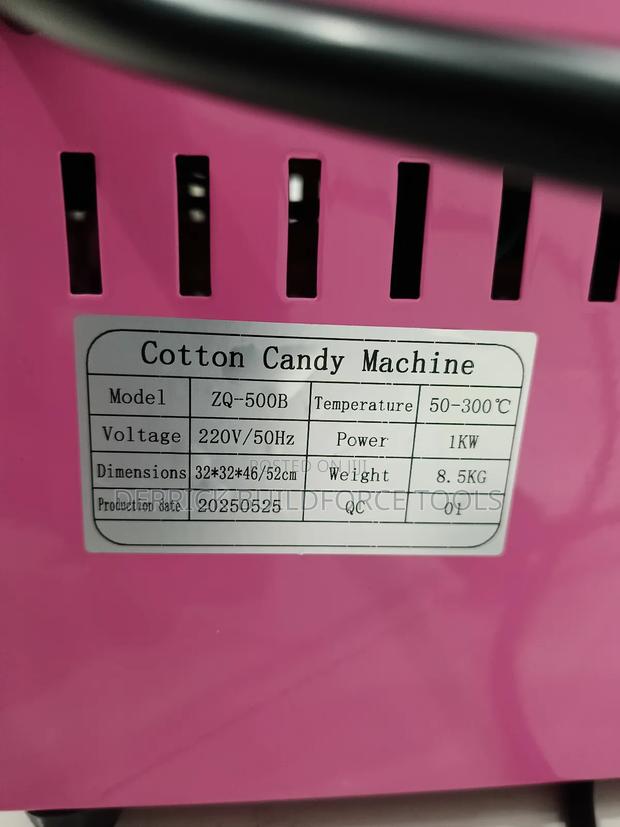 Cotton Candy Machine
Model ZQ-500B Temperature 50-300℃
Voltage 220V/50Hz Power 1KW
Dimensions 32*32*46/52cm Weight 8.5KG
POSTED ON
DERRICK BUILDFORCE TOOLS
Production date 20250525 QC 01